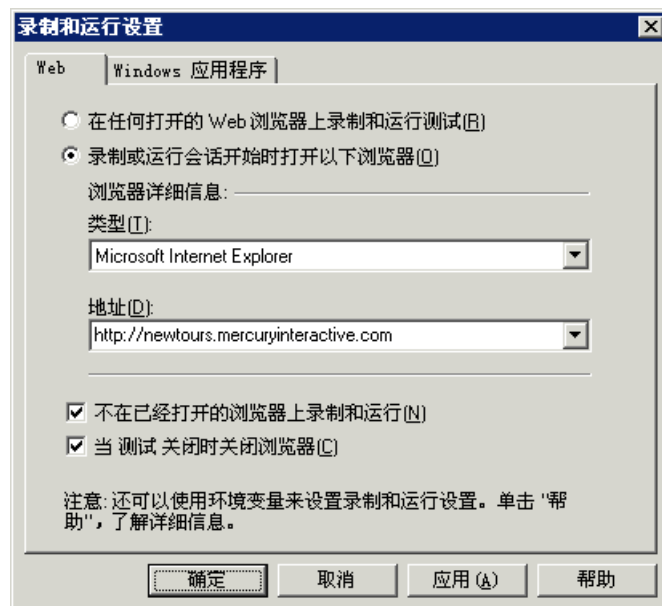 录制和运行设置
Web
Windows 应用程序
在任何打开的 Web 浏览器上录制和运行测试(R)
录制或运行会话开始时打开以下浏览器(O)
浏览器详细信息:
类型(T):
Microsoft Internet Explorer
地址(D):
http://newtours.mercuryinteractive.com
不在已经打开的浏览器上录制和运行(N)
当 测试 关闭时关闭浏览器(C)
注意: 还可以使用环境变量来设置录制和运行设置。单击 "帮
助"，了解详细信息。
确定
取消
应用(A)
帮助